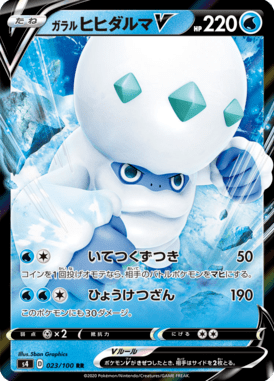 たね ガラル ヒヒダルマV HP 220
いてつくずつき 50
コインを1回投げオモテなら、相手のバトルポケモンをマヒにする。
ひょうけつざん 190
このポケモンにも30ダメージ。
弱点 ×2 抵抗力 にげる
Vルール
ポケモンVがきぜつしたとき、相手はサイドを2枚とる。
Illus. 5ban Graphics
S4 D 023/100 RR
©2020 Pokémon/Nintendo/Creatures/GAME FREAK.